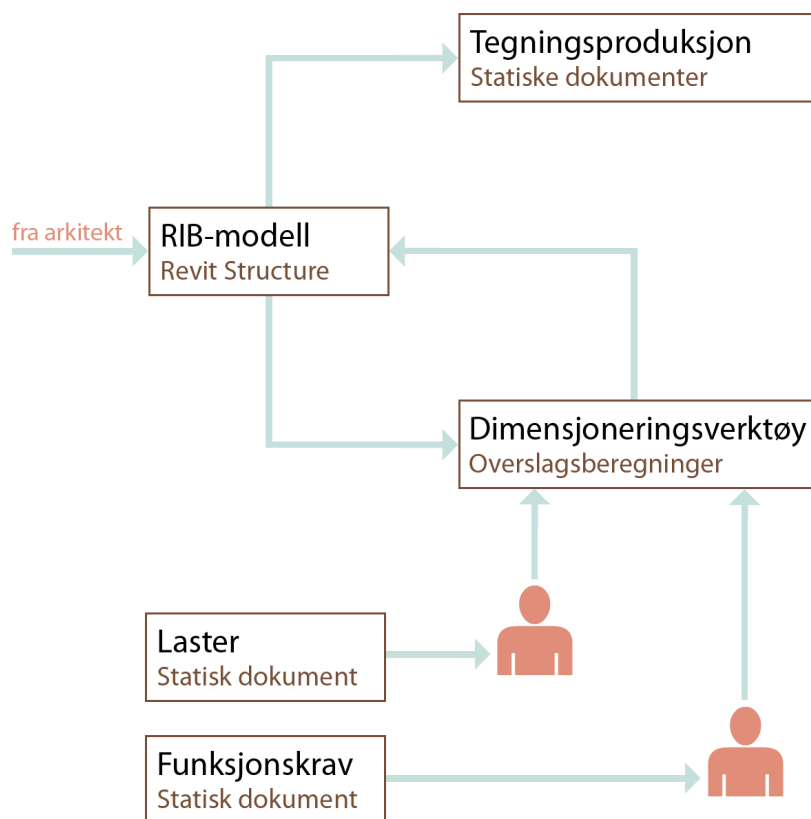 Tegningsproduksjon
Statiske dokumenter
fra arkitekt
RIB-modell
Revit Structure
Dimensjoneringsverktøy
Overslagsberegninger
Laster
Statisk dokument
Funksjonskrav
Statisk dokument